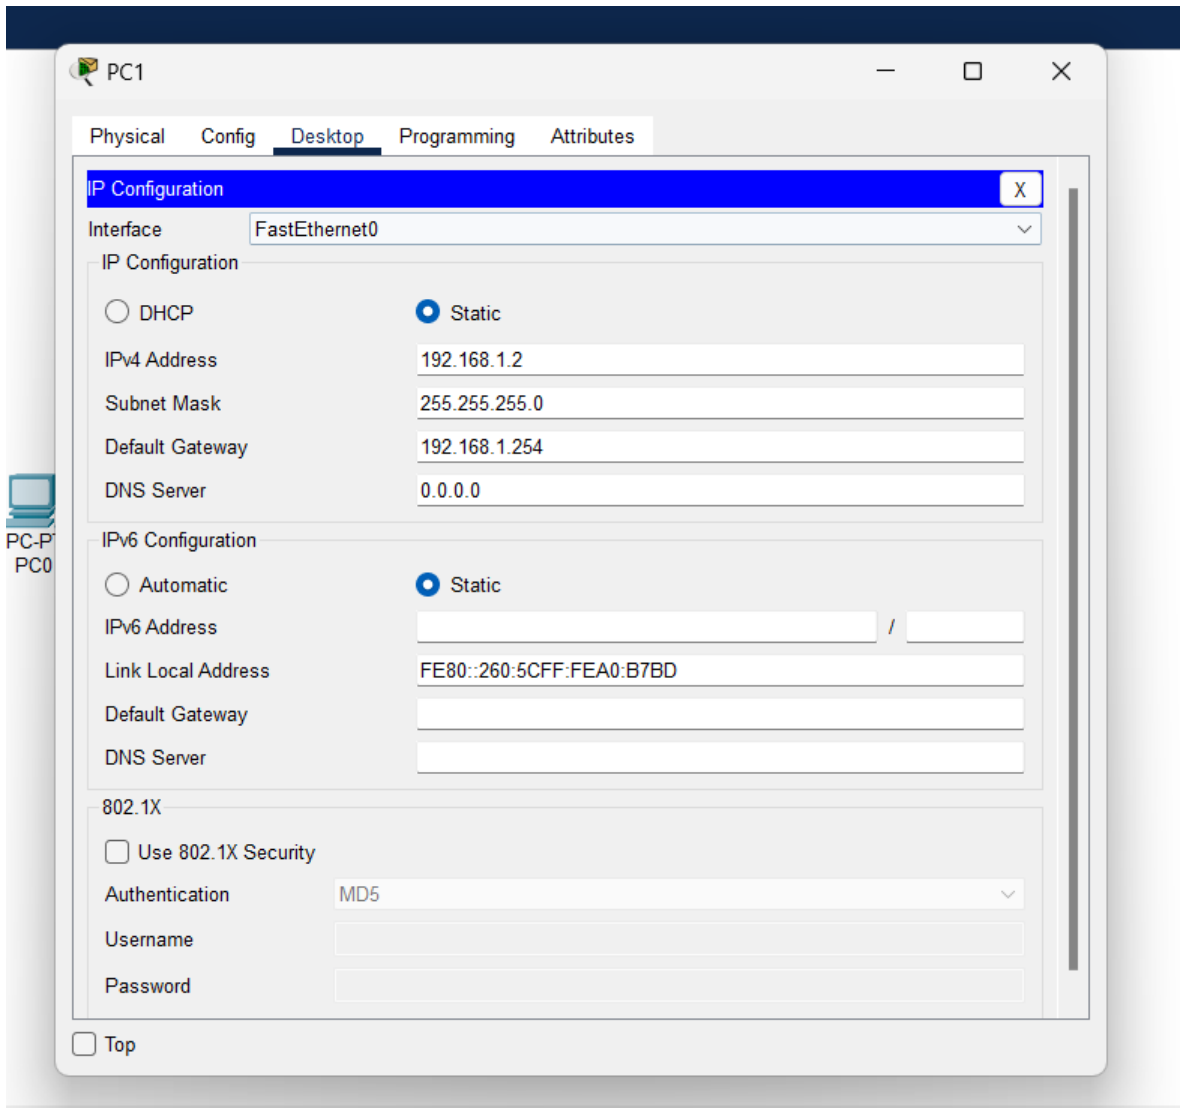 PC1
Physical Config Desktop Programming Attributes
IP Configuration X
Interface FastEthernet0
IP Configuration
DHCP Static
IPv4 Address 192.168.1.2
Subnet Mask 255.255.255.0
Default Gateway 192.168.1.254
DNS Server 0.0.0.0
PC-P
PC0
IPv6 Configuration
Automatic Static
IPv6 Address /
Link Local Address FE80::260:5CFF:FEA0:B7BD
Default Gateway
DNS Server
802.1X
Use 802.1X Security
Authentication MD5
Username
Password
Top